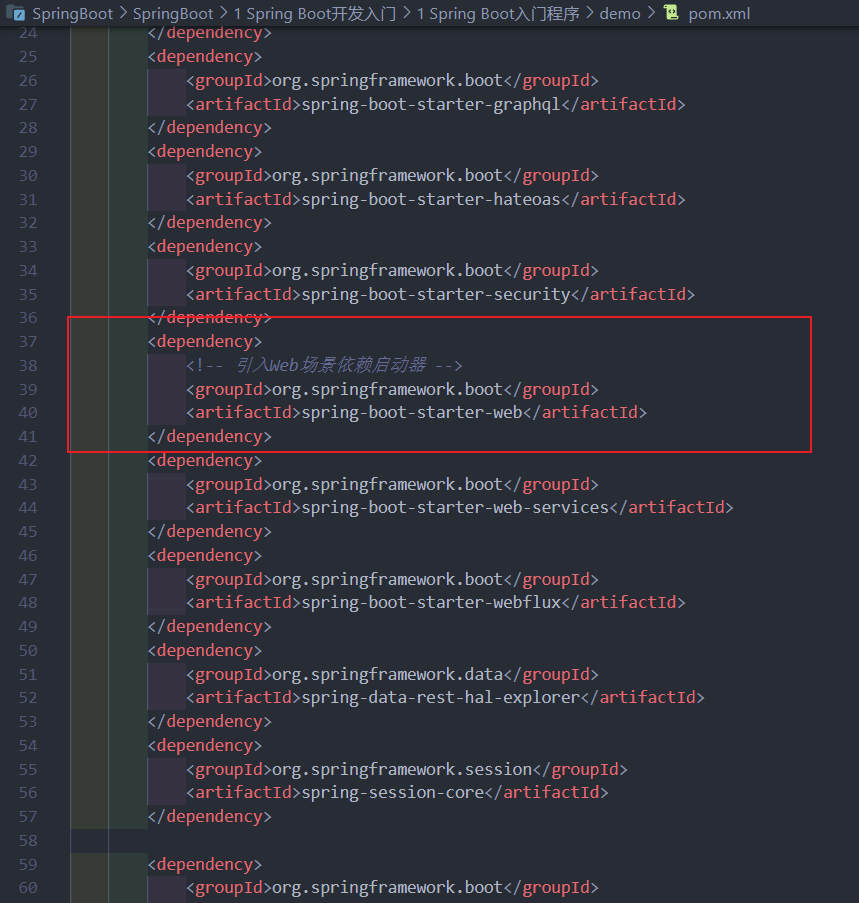 SpringBoot > SpringBoot > 1 Spring Boot开发入门 > 1 Spring Boot入门程序 > demo > pom.xml
24 </dependency>
25 <dependency>
26 <groupId>org.springframework.boot</groupId>
27 <artifactId>spring-boot-starter-graphql</artifactId>
28 </dependency>
29 <dependency>
30 <groupId>org.springframework.boot</groupId>
31 <artifactId>spring-boot-starter-hateoas</artifactId>
32 </dependency>
33 <dependency>
34 <groupId>org.springframework.boot</groupId>
35 <artifactId>spring-boot-starter-security</artifactId>
36 </dependency>
37 <dependency>
38 <!-- 引入Web场景依赖启动器 -->
39 <groupId>org.springframework.boot</groupId>
40 <artifactId>spring-boot-starter-web</artifactId>
41 </dependency>
42 <dependency>
43 <groupId>org.springframework.boot</groupId>
44 <artifactId>spring-boot-starter-web-services</artifactId>
45 </dependency>
46 <dependency>
47 <groupId>org.springframework.boot</groupId>
48 <artifactId>spring-boot-starter-webflux</artifactId>
49 </dependency>
50 <dependency>
51 <groupId>org.springframework.data</groupId>
52 <artifactId>spring-data-rest-hal-explorer</artifactId>
53 </dependency>
54 <dependency>
55 <groupId>org.springframework.session</groupId>
56 <artifactId>spring-session-core</artifactId>
57 </dependency>
58
59 <dependency>
60 <groupId>org.springframework.boot</groupId>